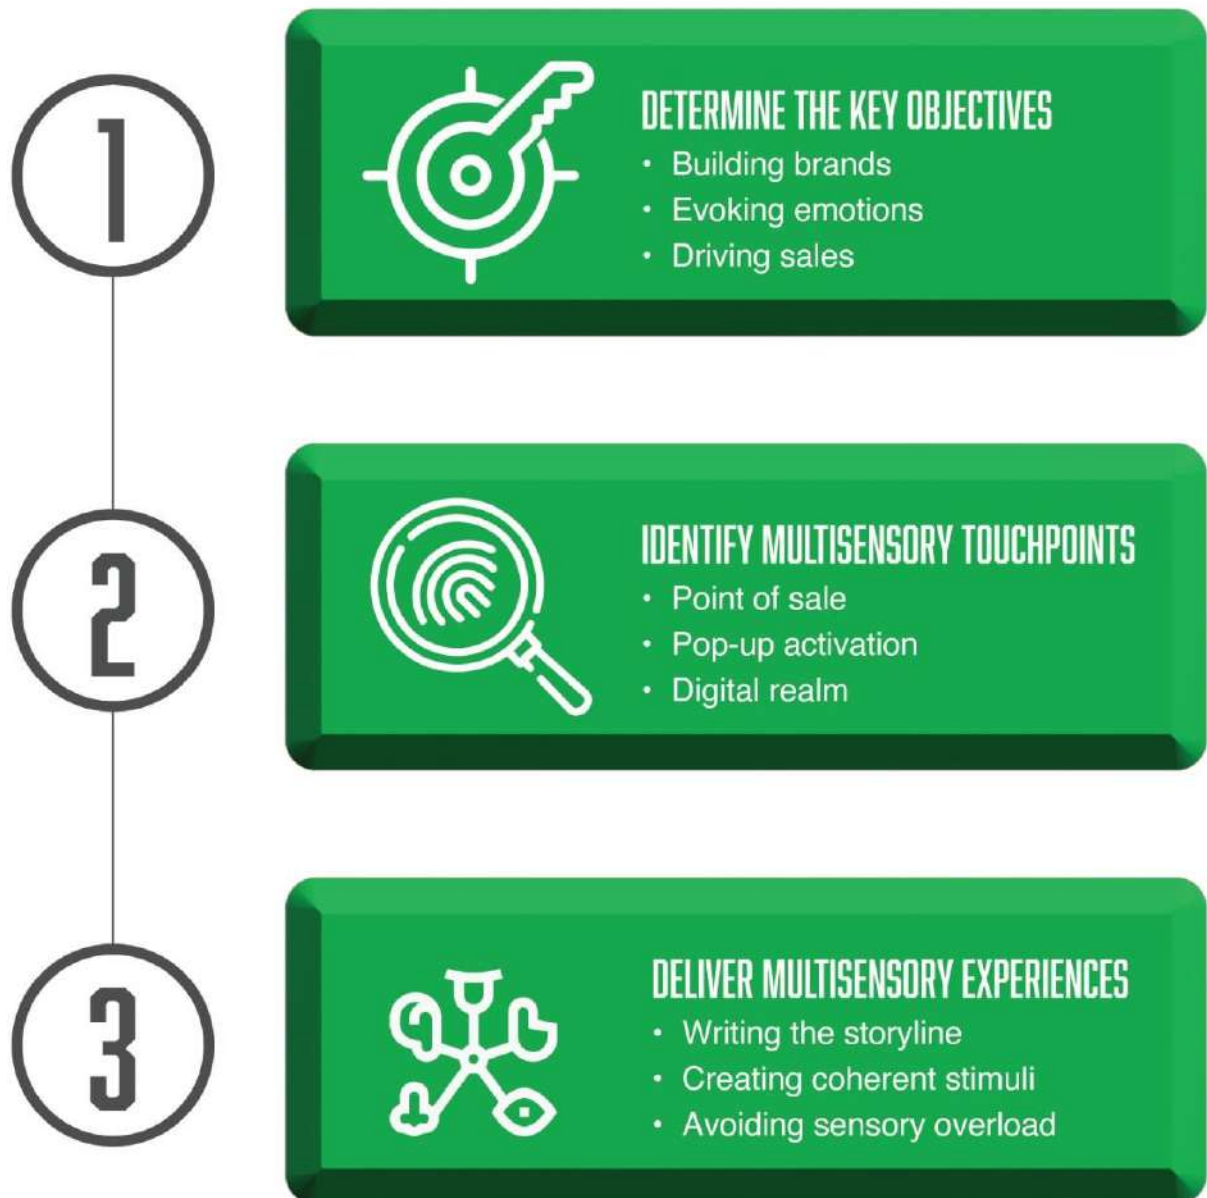 1
DETERMINE THE KEY OBJECTIVES
• Building brands
• Evoking emotions
• Driving sales
2
IDENTIFY MULTISENSORY TOUCHPOINTS
• Point of sale
• Pop-up activation
• Digital realm
3
DELIVER MULTISENSORY EXPERIENCES
• Writing the storyline
• Creating coherent stimuli
• Avoiding sensory overload